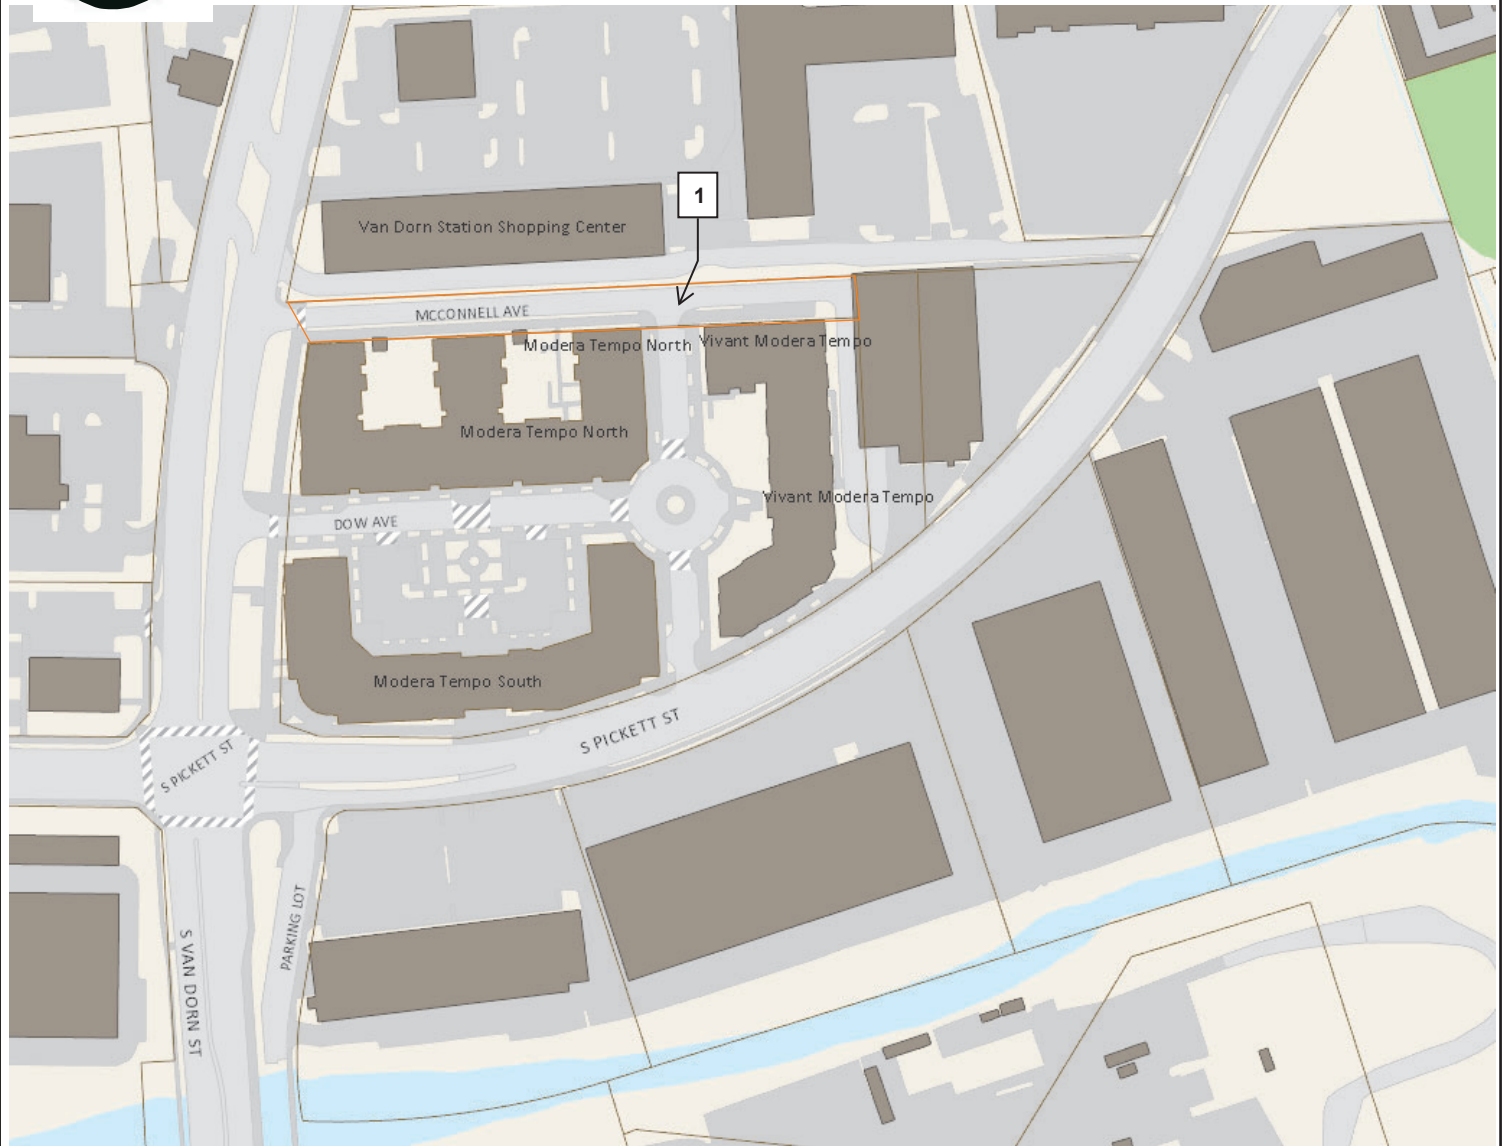 1
Van Dorn Station Shopping Center
MCCONNELL AVE
Modera Tempo North
Vivant Modera Tempo
Modera Tempo North
Vivant Modera Tempo
DOW AVE
Modera Tempo South
S PICKETT ST
S PICKETT ST
PARKING LOT
S VAN DORN ST